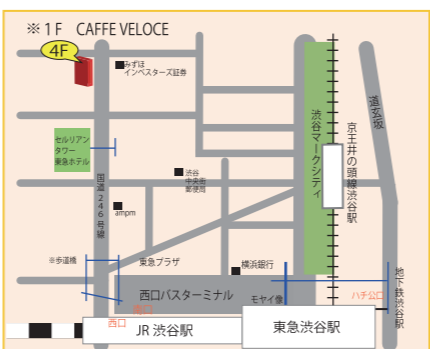 ※１F CAFFE VELOCE
4F
みずほ
インベスターズ証券
セルリアン
タワー
東急ホテル
国道246号線
渋谷
中央街
郵便局
ampm
渋谷マークシティ
京王井の頭線渋谷駅
道玄坂
※歩道橋
東急プラザ
横浜銀行
西口バスターミナル
モヤイ像
ハチ公口
地下鉄渋谷駅
南口
西口
JR 渋谷駅
東急渋谷駅